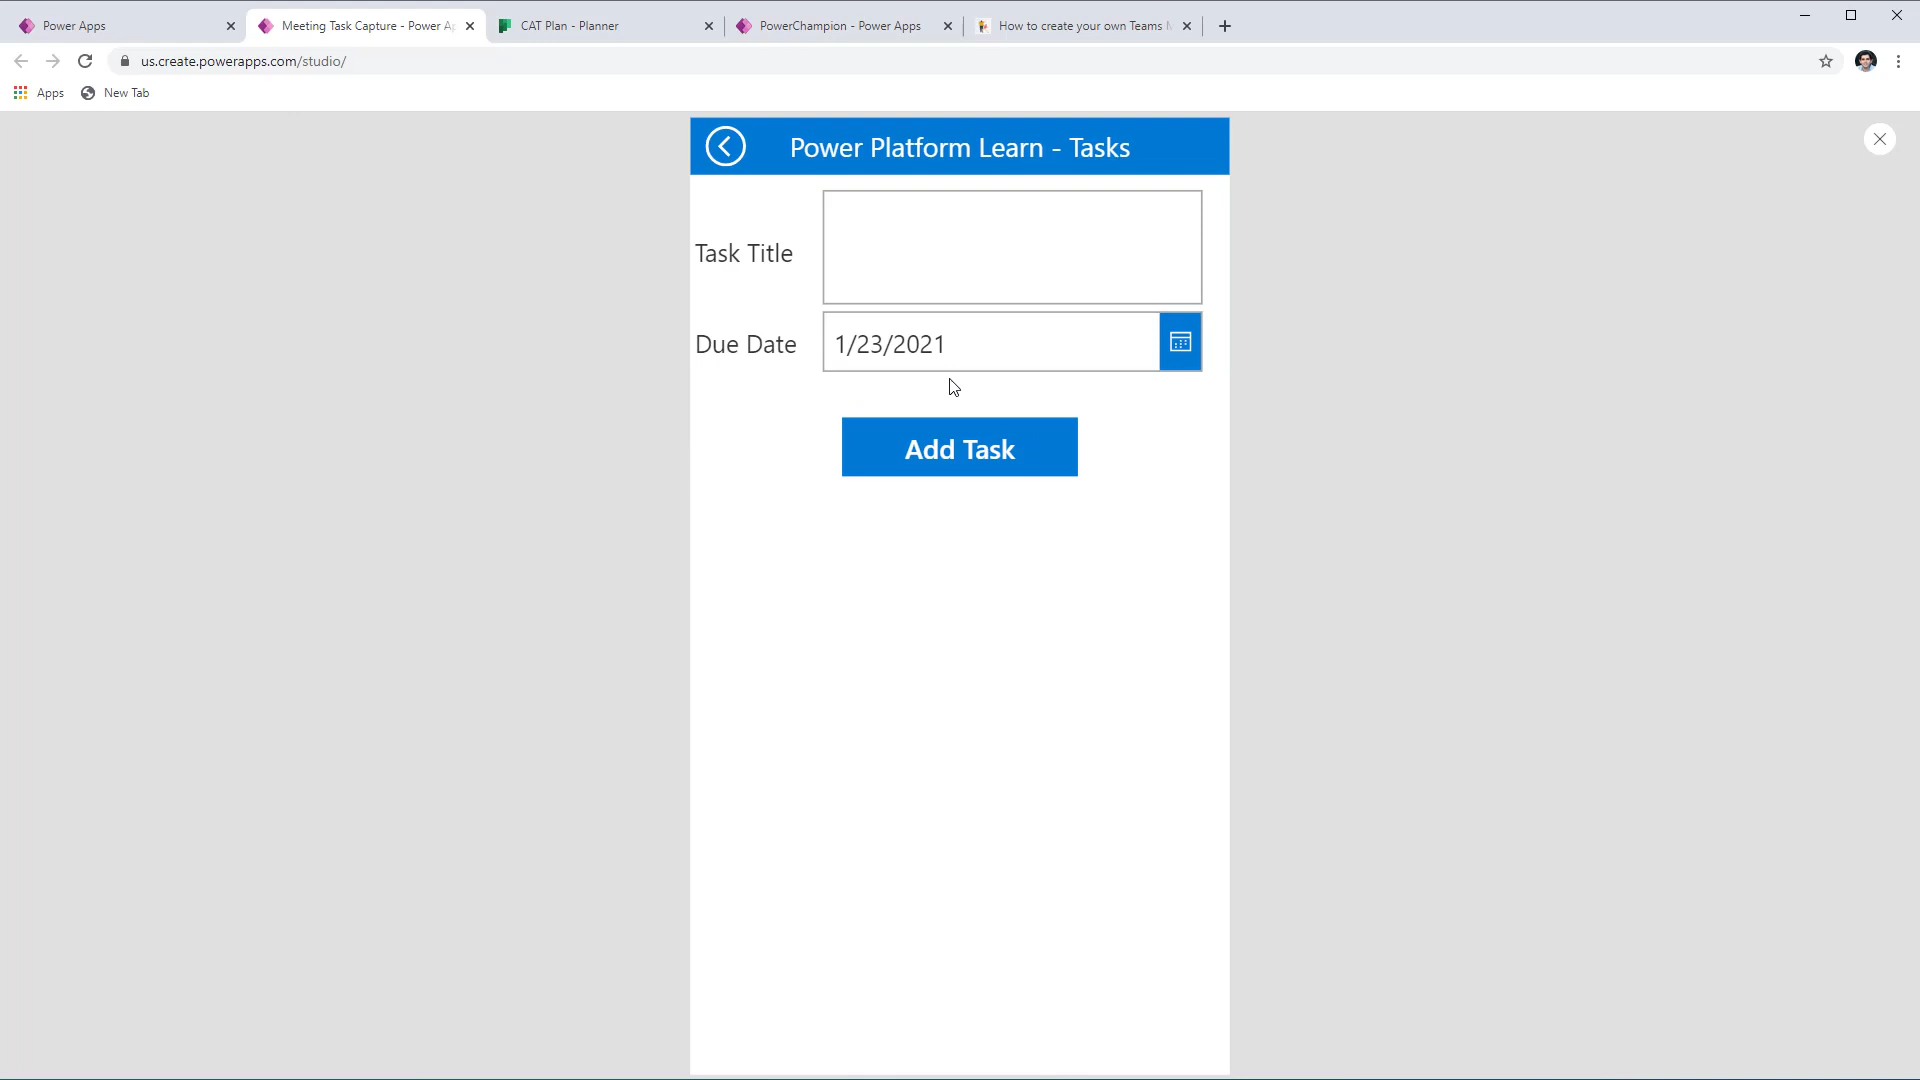 Power Apps
Meeting Task Capture - Power Ap
CAT Plan - Planner
PowerChampion - Power Apps
How to create your own Teams M
us.create.powerapps.com/studio/
Apps
New Tab
Power Platform Learn - Tasks
Task Title
Due Date
1/23/2021
Add Task